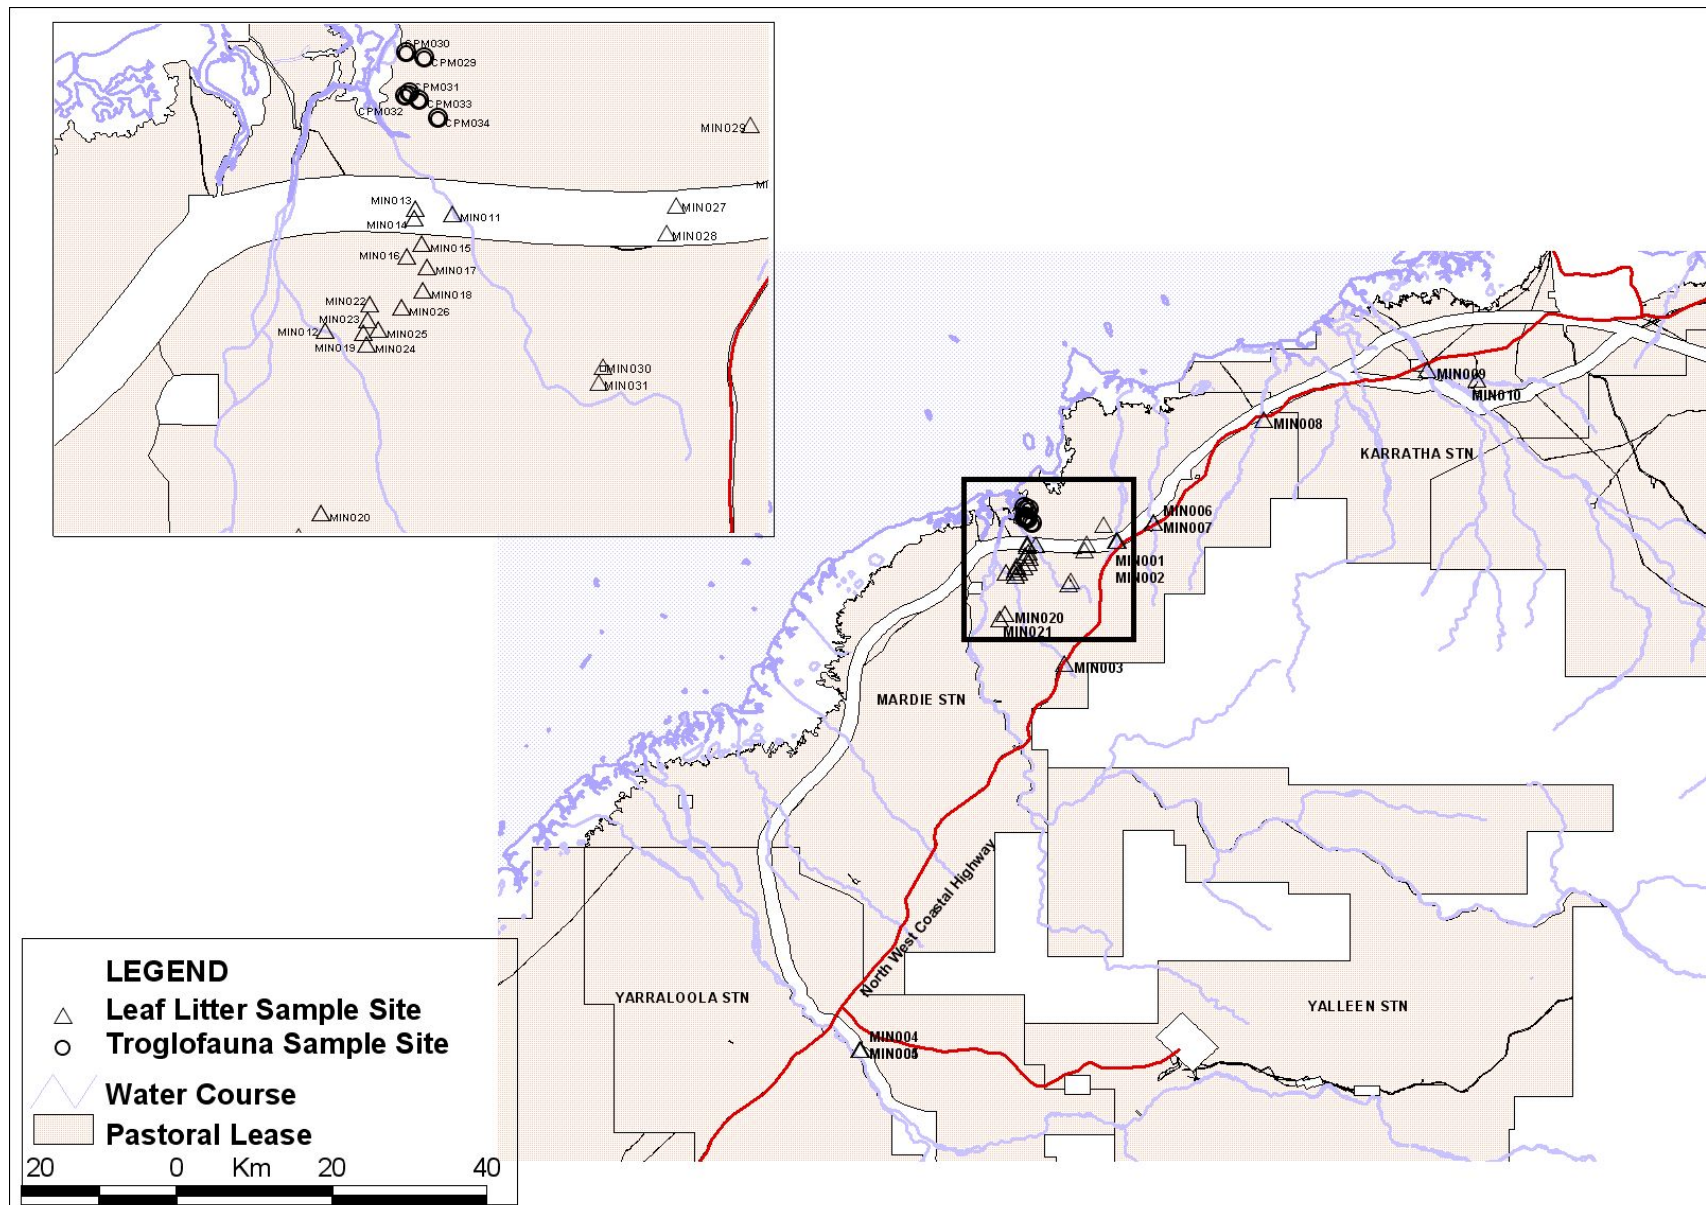 CPM030
CPM029
CPM031
CPM033
CPM032
CPM034
MIN029
MIN013
MIN027
MIN011
MIN014
MIN028
MIN015
MIN016
MIN017
MIN018
MIN022
MIN026
MIN023
MIN012
MIN025
MIN019
MIN024
MIN030
MIN031
MIN020
MIN009
MIN010
MIN008
KARRATHA STN
MIN006
MIN007
MIN001
MIN002
MIN020
MIN021
MIN003
MARDIE STN
North West Coastal Highway
YARRALOOLA STN
YALLEEN STN
MIN004
LEGEND
Leaf Litter Sample Site
Troglofauna Sample Site
Water Course
Pastoral Lease
20 0 Km 20 40